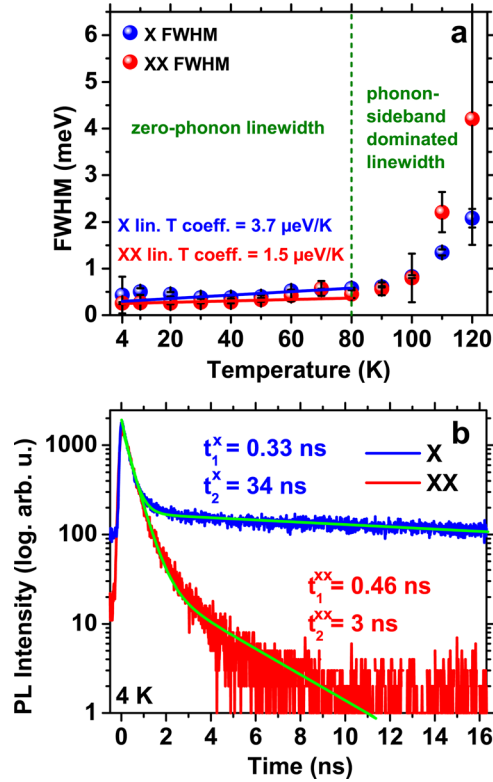 a
X FWHM
XX FWHM
zero-phonon linewidth
phonon-
sideband
dominated
linewidth
X lin. T coeff. = 3.7 µeV/K
XX lin. T coeff. = 1.5 µeV/K
FWHM (meV)
6
5
4
3
2
1
0
4 20 40 60 80 100 120
Temperature (K)
b
X
XX
t₁ˣ = 0.33 ns
t₂ˣ = 34 ns
t₁ˣˣ = 0.46 ns
t₂ˣˣ = 3 ns
4 K
PL Intensity (log. arb. u.)
1000
100
10
1
0 2 4 6 8 10 12 14 16
Time (ns)